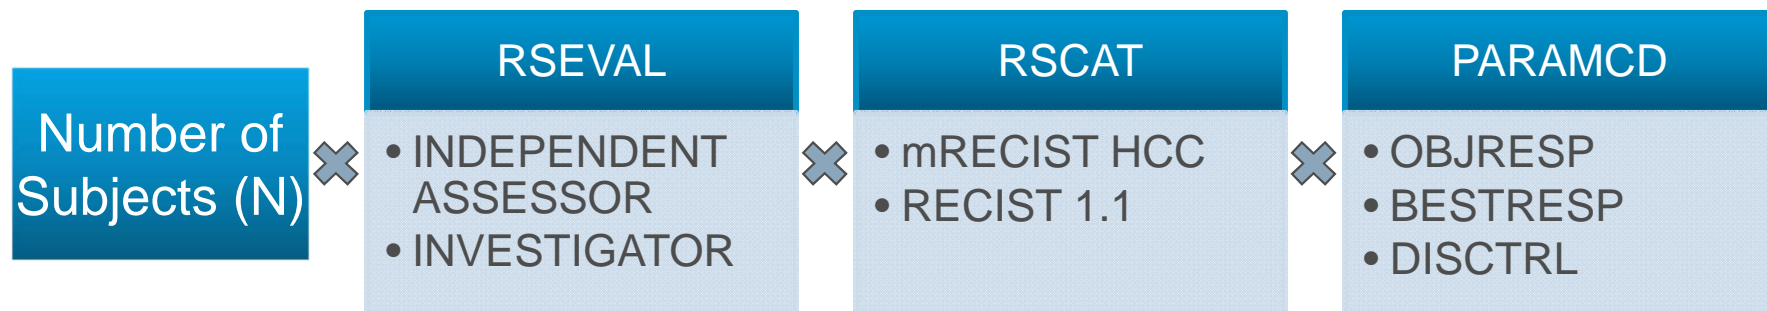 Number of
Subjects (N)
RSEVAL
• INDEPENDENT
ASSESSOR
• INVESTIGATOR
RSCAT
• mRECIST HCC
• RECIST 1.1
PARAMCD
• OBJRESP
• BESTRESP
• DISCTRL